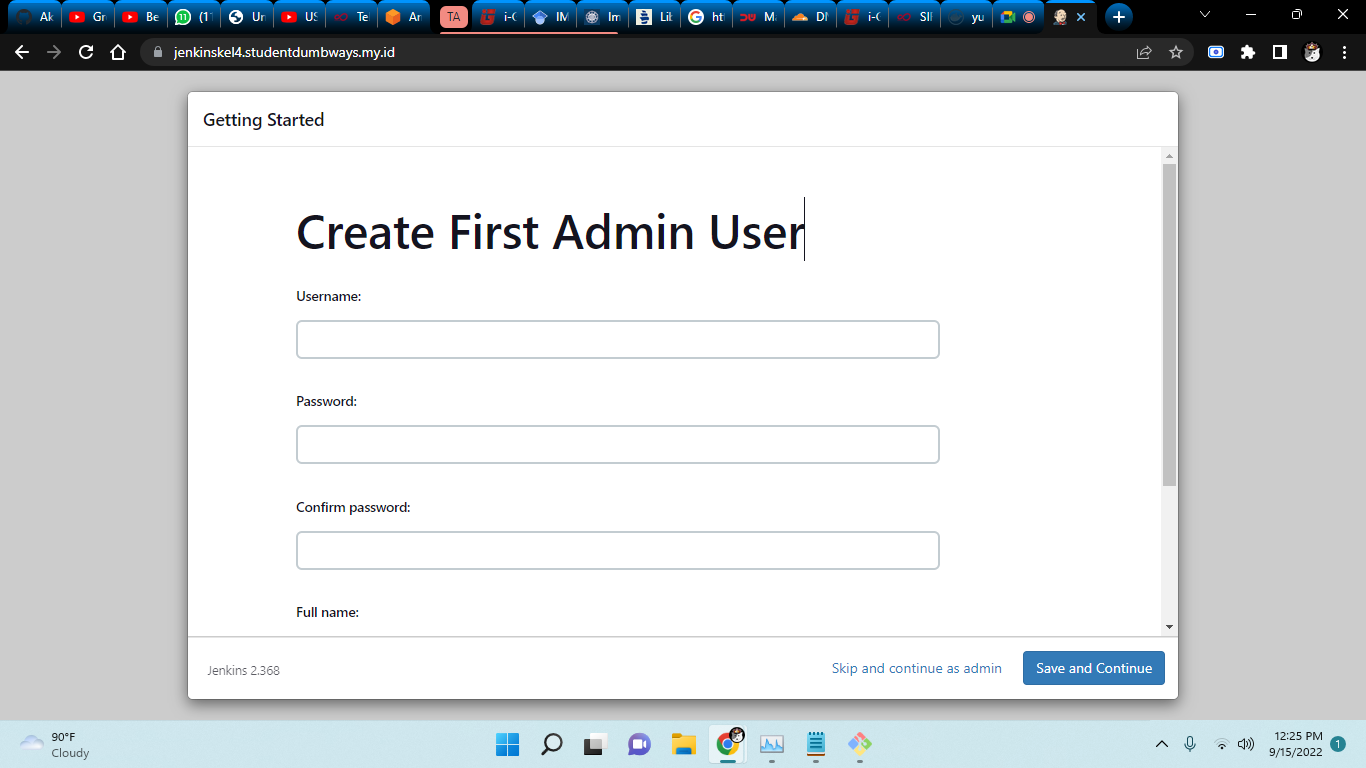 Ak
Gr
Be
(1
Ur
US
Te
Ar
TA
i-C
IM
Im
Lil
htt
M
DI
i-C
SII
yu
jenkinskel4.studentdumbways.my.id
Getting Started
Create First Admin User
Username:
Password:
Confirm password:
Full name:
Jenkins 2.368
Skip and continue as admin
Save and Continue
90°F
Cloudy
12:25 PM
9/15/2022
1